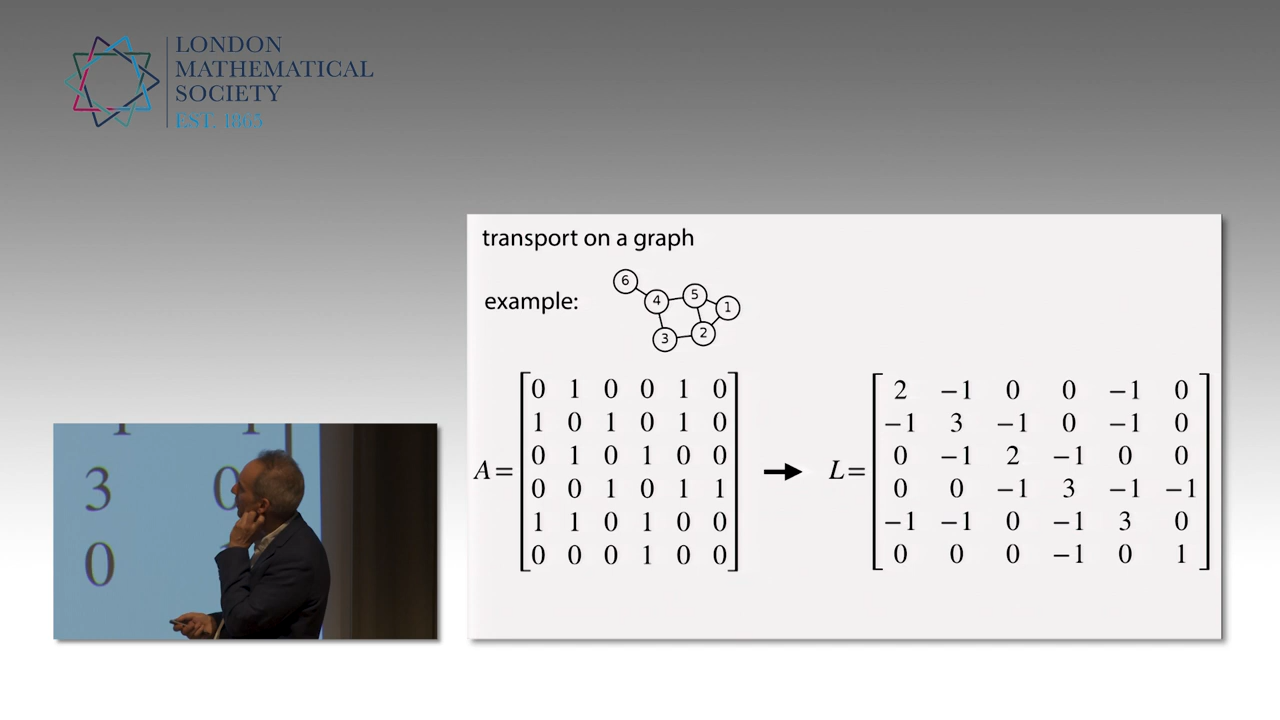 LONDON
MATHEMATICAL
SOCIETY
EST. 1865
transport on a graph
example:
6
4
5
1
3
2
A=
0 1 0 0 1 0
1 0 1 0 1 0
0 1 0 1 0 0
0 0 1 0 1 1
1 1 0 1 0 0
0 0 0 1 0 0
L=
2 −1 0 0 −1 0
−1 3 −1 0 −1 0
0 −1 2 −1 0 0
0 0 −1 3 −1 −1
−1 −1 0 −1 3 0
0 0 0 −1 0 1
3 0
0